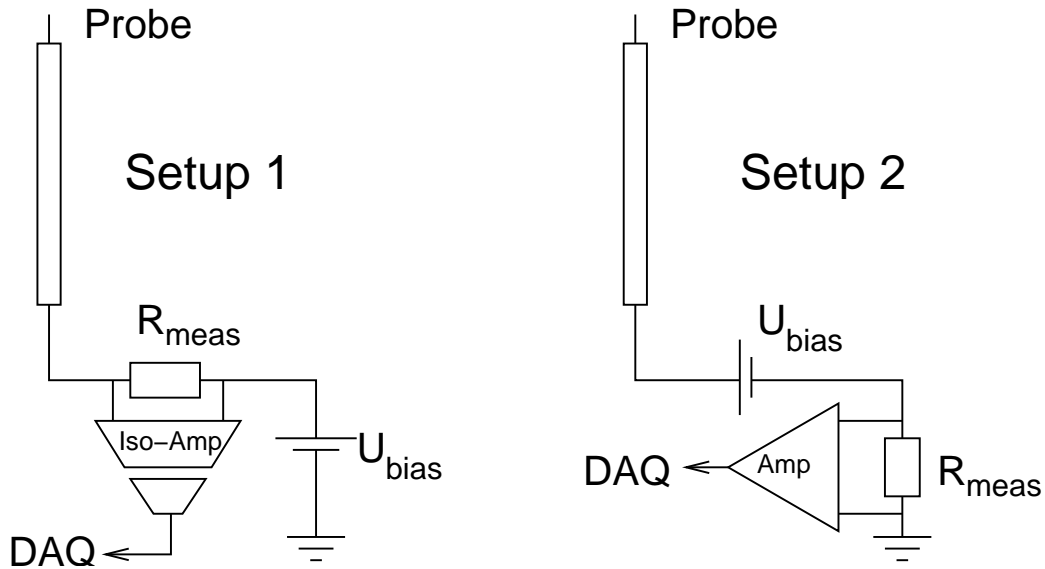 Probe
Setup 1
R_meas
Iso–Amp
U_bias
DAQ
Probe
Setup 2
U_bias
Amp
DAQ
R_meas